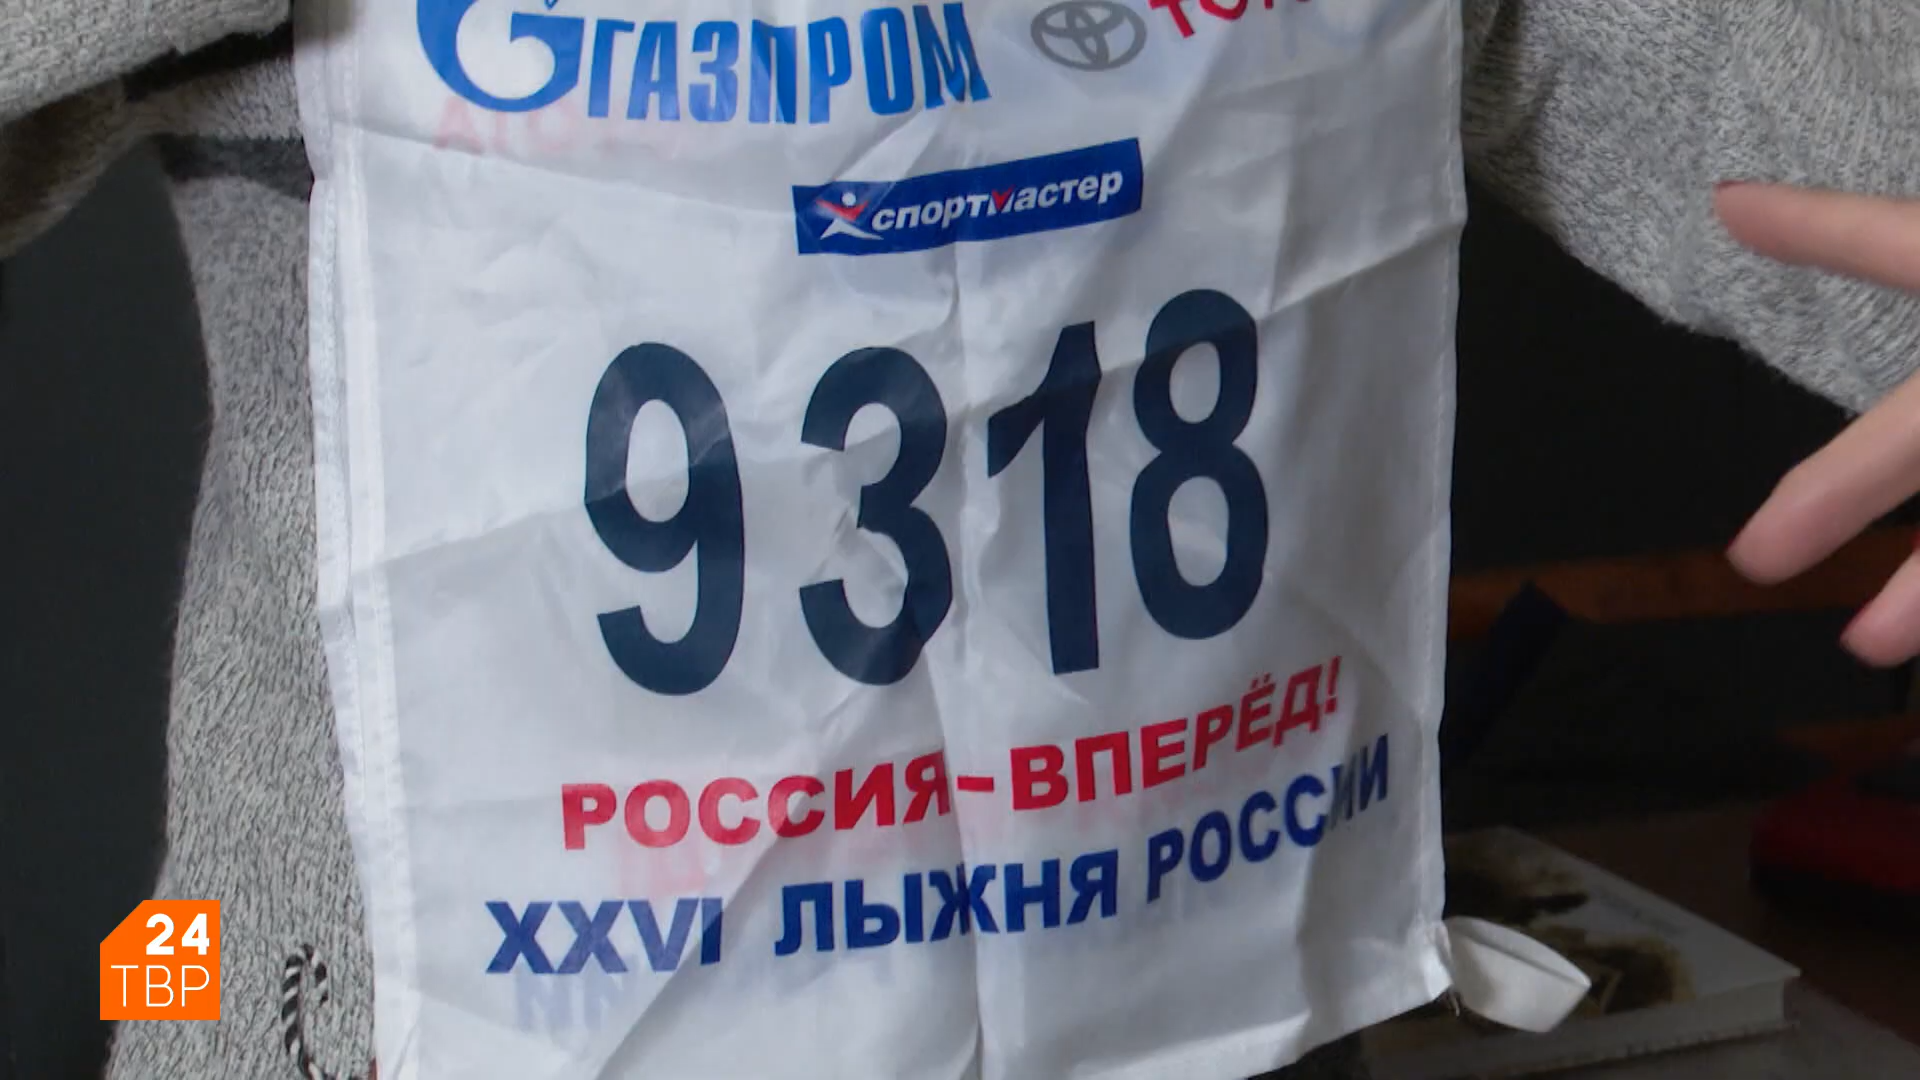 ГАЗПРОМ
спортмастер
9318
РОССИЯ-ВПЕРЁД!
XXVI ЛЫЖНЯ РОССИИ
24
ТВР